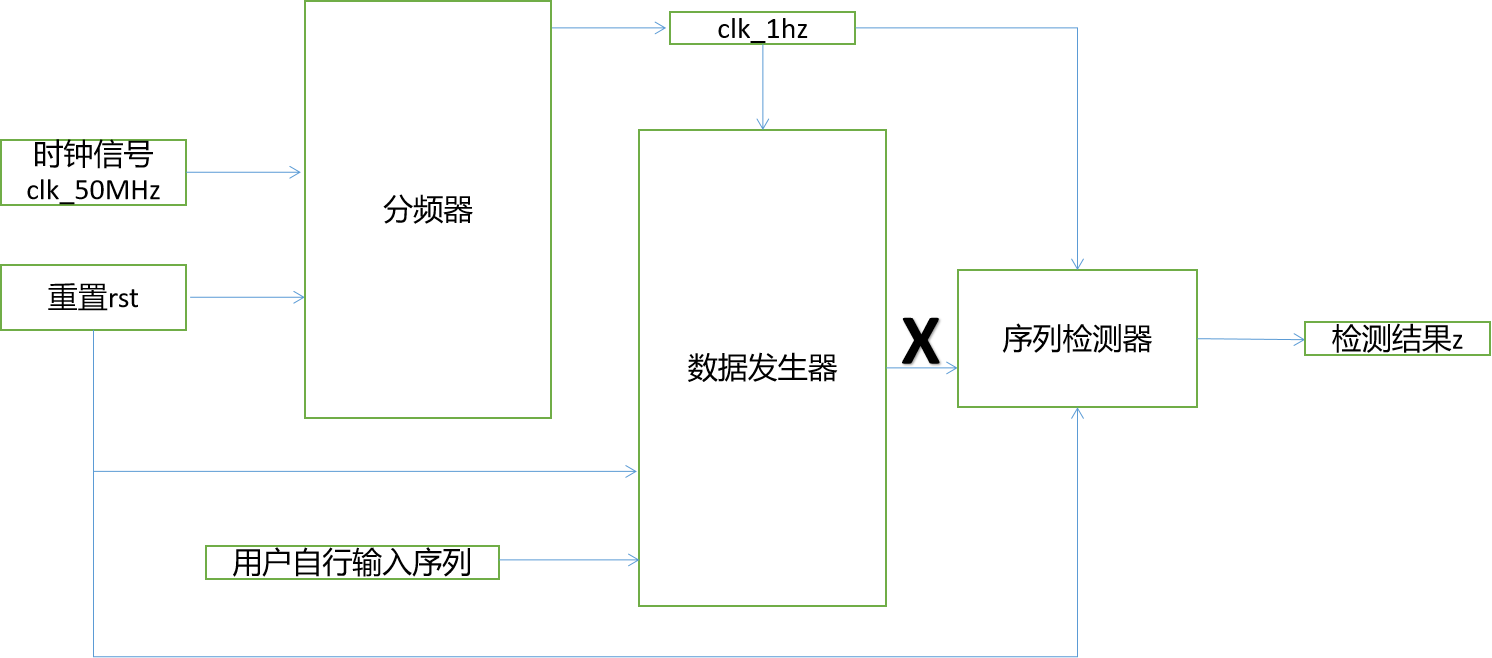 clk_1hz
时钟信号
clk_50MHz
分频器
重置rst
X
序列检测器
检测结果z
数据发生器
用户自行输入序列